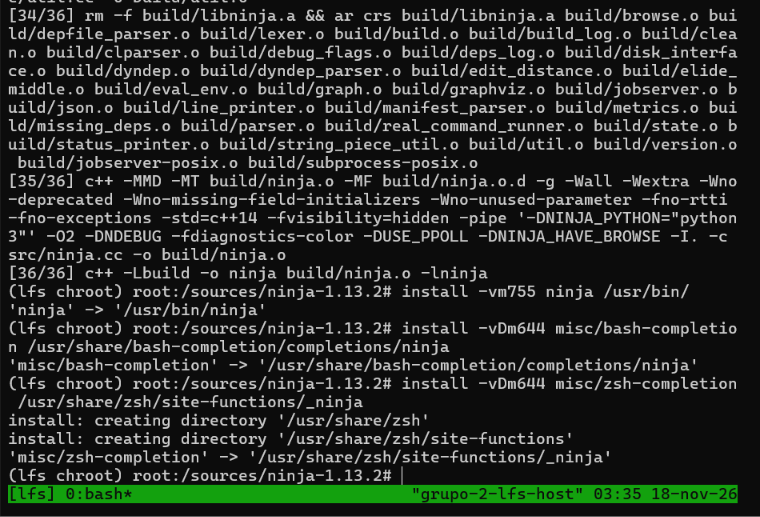 [34/36] rm -f build/libninja.a && ar crs build/libninja.a build/browse.o bui
ld/depfile_parser.o build/lexer.o build/build.o build/build_log.o build/clea
n.o build/clparser.o build/debug_flags.o build/deps_log.o build/disk_interfa
ce.o build/dyndep.o build/dyndep_parser.o build/edit_distance.o build/elide_
middle.o build/eval_env.o build/graph.o build/graphviz.o build/jobserver.o b
uild/json.o build/line_printer.o build/manifest_parser.o build/metrics.o bui
ld/missing_deps.o build/parser.o build/real_command_runner.o build/state.o b
uild/status_printer.o build/string_piece_util.o build/util.o build/version.o
 build/jobserver-posix.o build/subprocess-posix.o
[35/36] c++ -MMD -MT build/ninja.o -MF build/ninja.o.d -g -Wall -Wextra -Wno
-deprecated -Wno-missing-field-initializers -Wno-unused-parameter -fno-rtti
-fno-exceptions -std=c++14 -fvisibility=hidden -pipe '-DNINJA_PYTHON="python
3"' -O2 -DNDEBUG -fdiagnostics-color -DUSE_PPOLL -DNINJA_HAVE_BROWSE -I. -c
src/ninja.cc -o build/ninja.o
[36/36] c++ -Lbuild -o ninja build/ninja.o -lninja
(lfs chroot) root:/sources/ninja-1.13.2# install -vm755 ninja /usr/bin/
'ninja' -> '/usr/bin/ninja'
(lfs chroot) root:/sources/ninja-1.13.2# install -vDm644 misc/bash-completio
n /usr/share/bash-completion/completions/ninja
'misc/bash-completion' -> '/usr/share/bash-completion/completions/ninja'
(lfs chroot) root:/sources/ninja-1.13.2# install -vDm644 misc/zsh-completion
 /usr/share/zsh/site-functions/_ninja
install: creating directory '/usr/share/zsh'
install: creating directory '/usr/share/zsh/site-functions'
'misc/zsh-completion' -> '/usr/share/zsh/site-functions/_ninja'
(lfs chroot) root:/sources/ninja-1.13.2#
[lfs] 0:bash* "grupo-2-lfs-host" 03:35 18-nov-26